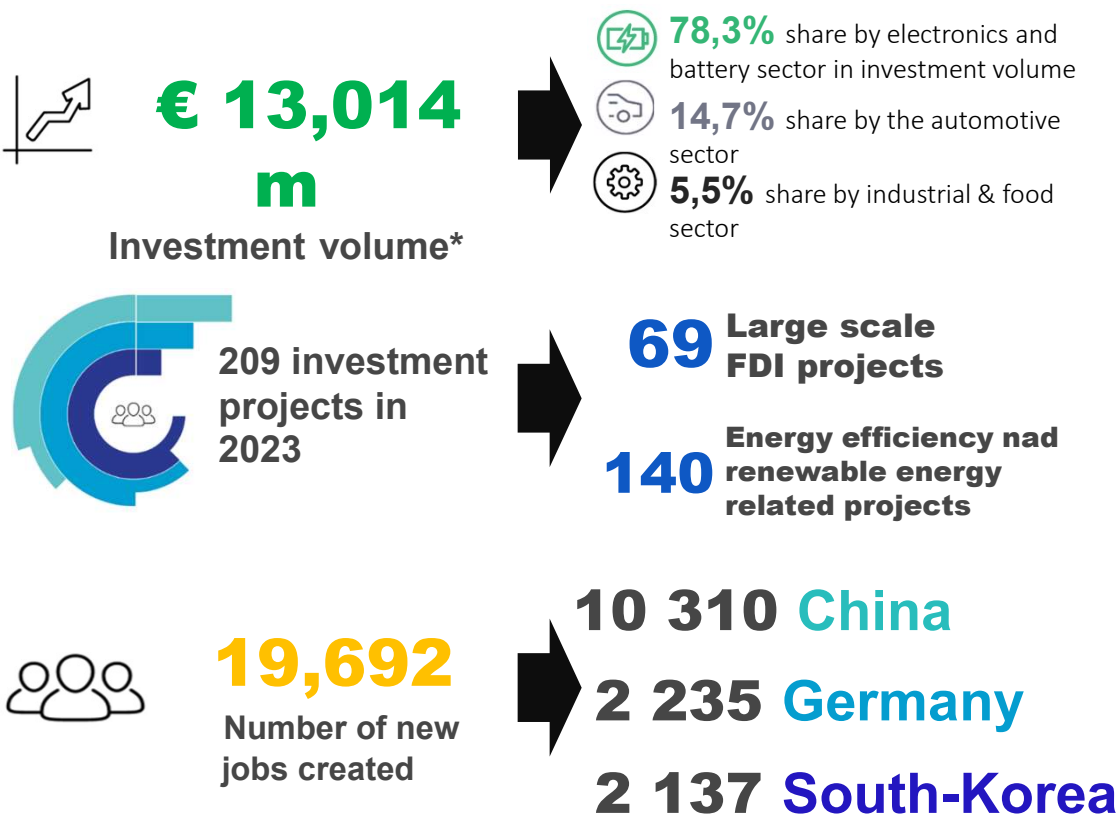 € 13,014
m
Investment volume*
78,3% share by electronics and
battery sector in investment volume
14,7% share by the automotive
sector
5,5% share by industrial & food
sector
209 investment
projects in
2023
69 Large scale
FDI projects
140 Energy efficiency nad
renewable energy
related projects
19,692
Number of new
jobs created
10 310 China
2 235 Germany
2 137 South-Korea